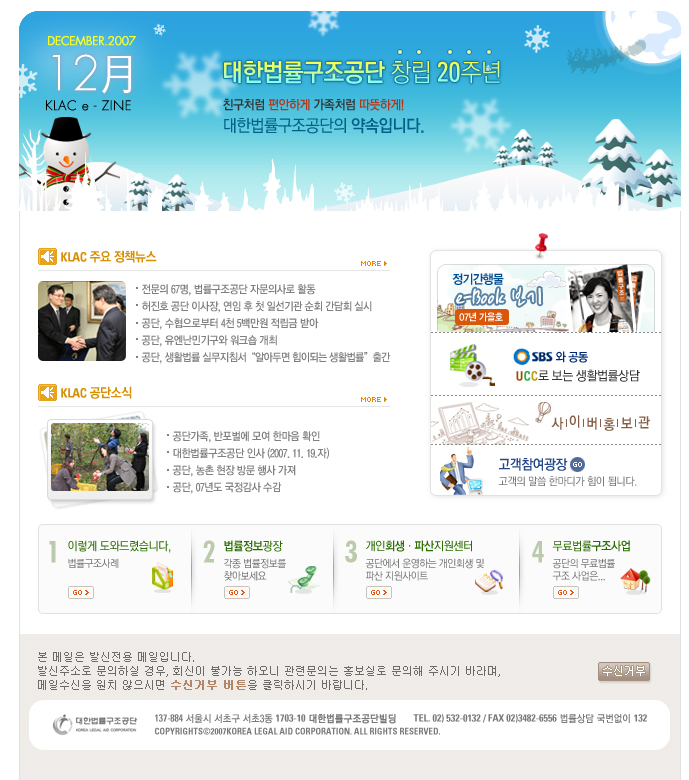 DECEMBER.2007
12月
KLAC e - ZINE
대한법률구조공단 창립 20주년
친구처럼 편안하게 가족처럼 따뜻하게!
대한법률구조공단의 약속입니다.
KLAC 주요 정책뉴스
MORE
· 전문의 67명, 법률구조공단 자문의사로 활동
· 허진호 공단 이사장, 연임 후 첫 일선기관 순회 간담회 실시
· 공단, 수협으로부터 4천 5백만원 적립금 받아
· 공단, 유엔난민기구와 워크숍 개최
· 공단, 생활법률 실무지침서 “알아두면 힘이되는 생활법률” 출간
KLAC 공단소식
MORE
· 공단가족, 반포벌에 모여 한마음 확인
· 대한법률구조공단 인사 (2007. 11. 19.자)
· 공단, 농촌 현장 방문 행사 가져
· 공단, 07년도 국정감사 수감
정기간행물
e-Book 보기
07년 가을호
SBS 와 공동
UCC로 보는 생활법률상담
사이버홍보관
고객참여광장 GO
고객의 말씀 한마디가 힘이 됩니다.
1 이렇게 도와드렸습니다,
법률구조사례
GO
2 법률정보광장
각종 법률정보를
찾아보세요
GO
3 개인회생 · 파산지원센터
공단에서 운영하는 개인회생 및
파산 지원사이트
GO
4 무료법률구조사업
공단의 무료법률
구조 사업은...
GO
본 메일은 발신전용 메일입니다.
발신주소로 문의하실 경우, 회신이 불가능 하오니 관련문의는 홍보실로 문의해 주시기 바라며,
메일수신을 원치 않으시면 수신거부 버튼을 클릭하시기 바랍니다.
수신거부
대한법률구조공단
KOREA LEGAL AID CORPORATION
137-884 서울시 서초구 서초3동 1703-10 대한법률구조공단빌딩 TEL. 02) 532-0132 / FAX 02)3482-6556 법률상담 국번없이 132
COPYRIGHTS©2007KOREA LEGAL AID CORPORATION. ALL RIGHTS RESERVED.